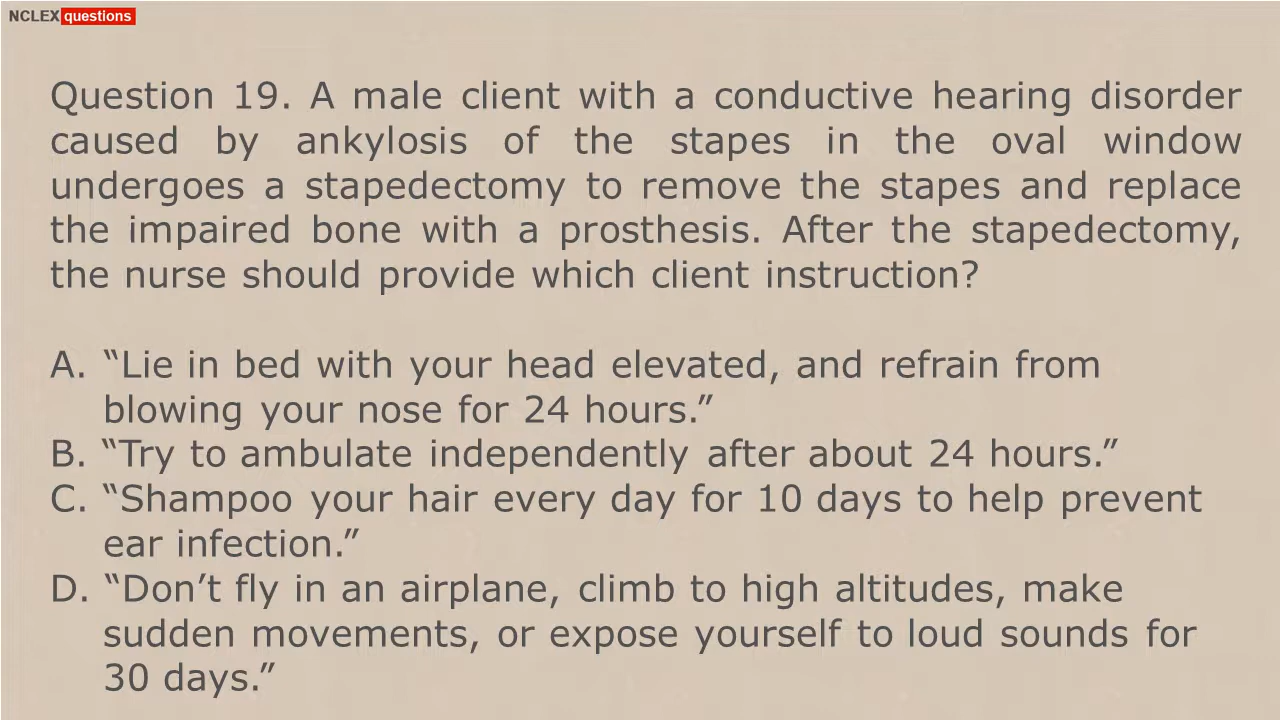 NCLEX questions
Question 19. A male client with a conductive hearing disorder
caused by ankylosis of the stapes in the oval window
undergoes a stapedectomy to remove the stapes and replace
the impaired bone with a prosthesis. After the stapedectomy,
the nurse should provide which client instruction?
A. “Lie in bed with your head elevated, and refrain from
blowing your nose for 24 hours.”
B. “Try to ambulate independently after about 24 hours.”
C. “Shampoo your hair every day for 10 days to help prevent
ear infection.”
D. “Don’t fly in an airplane, climb to high altitudes, make
sudden movements, or expose yourself to loud sounds for
30 days.”